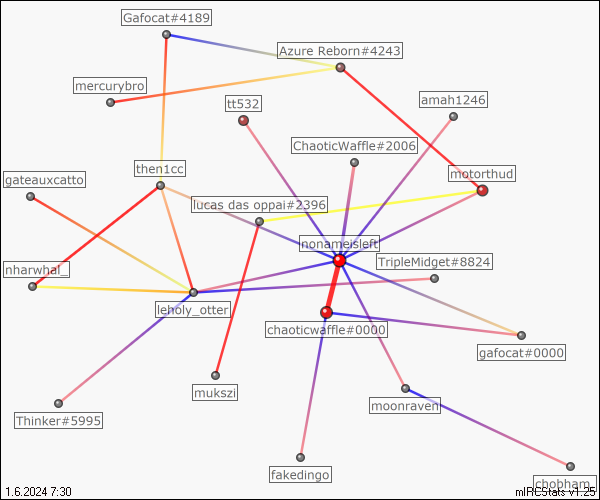 Gafocat#4189
Azure Reborn#4243
mercurybro
tt532
amah1246
ChaoticWaffle#2006
then1cc
motorthud
gateauxcatto
lucas das oppai#2396
nonameisleft
TripleMidget#8824
nharwhal_
leholy_otter
chaoticwaffle#0000
gafocat#0000
mukszi
moonraven
Thinker#5995
fakedingo
chobham_
1.6.2024 7:30
mIRCStats v1.25